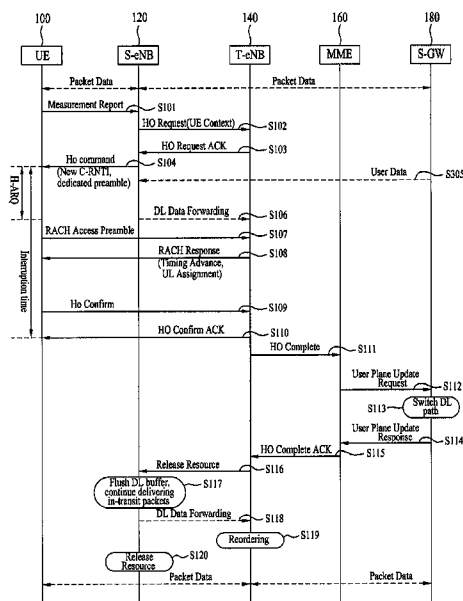 100
120
140
160
180
UE
S-eNB
T-eNB
MME
S-GW
Packet Data
Packet Data
Measurement Report
S101
HO Request(UE Context)
S102
HO Request ACK
S103
Ho command
S104
(New C-RNTI,
dedicated preamble)
User Data
S305
H-ARQ
DL Data Forwarding
S106
RACH Access Preamble
S107
RACH Response
S108
(Timing Advance,
UL Assignment)
Interruption time
Ho Confirm
S109
HO Confirm ACK
S110
HO Complete
S111
User Plane Update
Request
S112
S113
Switch DL
path
User Plane Update
Response
S114
HO Complete ACK
S115
Release Resource
S116
Flush DL buffer,
continue delivering
in-transit packets
S117
DL Data Forwarding
S118
Reordering
S119
Release
Resource
S120
Packet Data
Packet Data